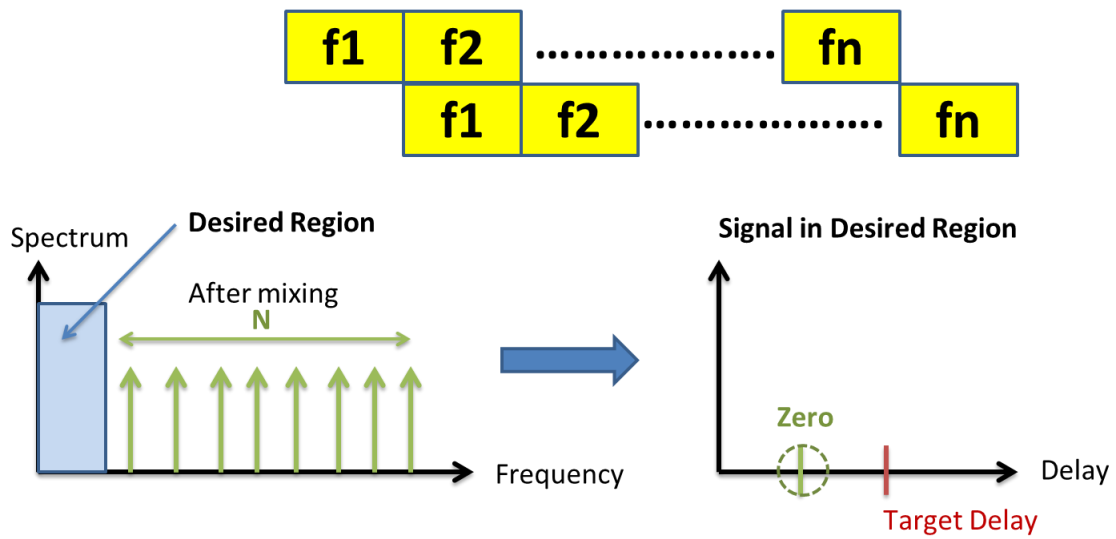 f1 f2 ........................ fn
f1 f2 ........................ fn
Desired Region
Spectrum
After mixing
N
Frequency
Signal in Desired Region
Zero
Delay
Target Delay